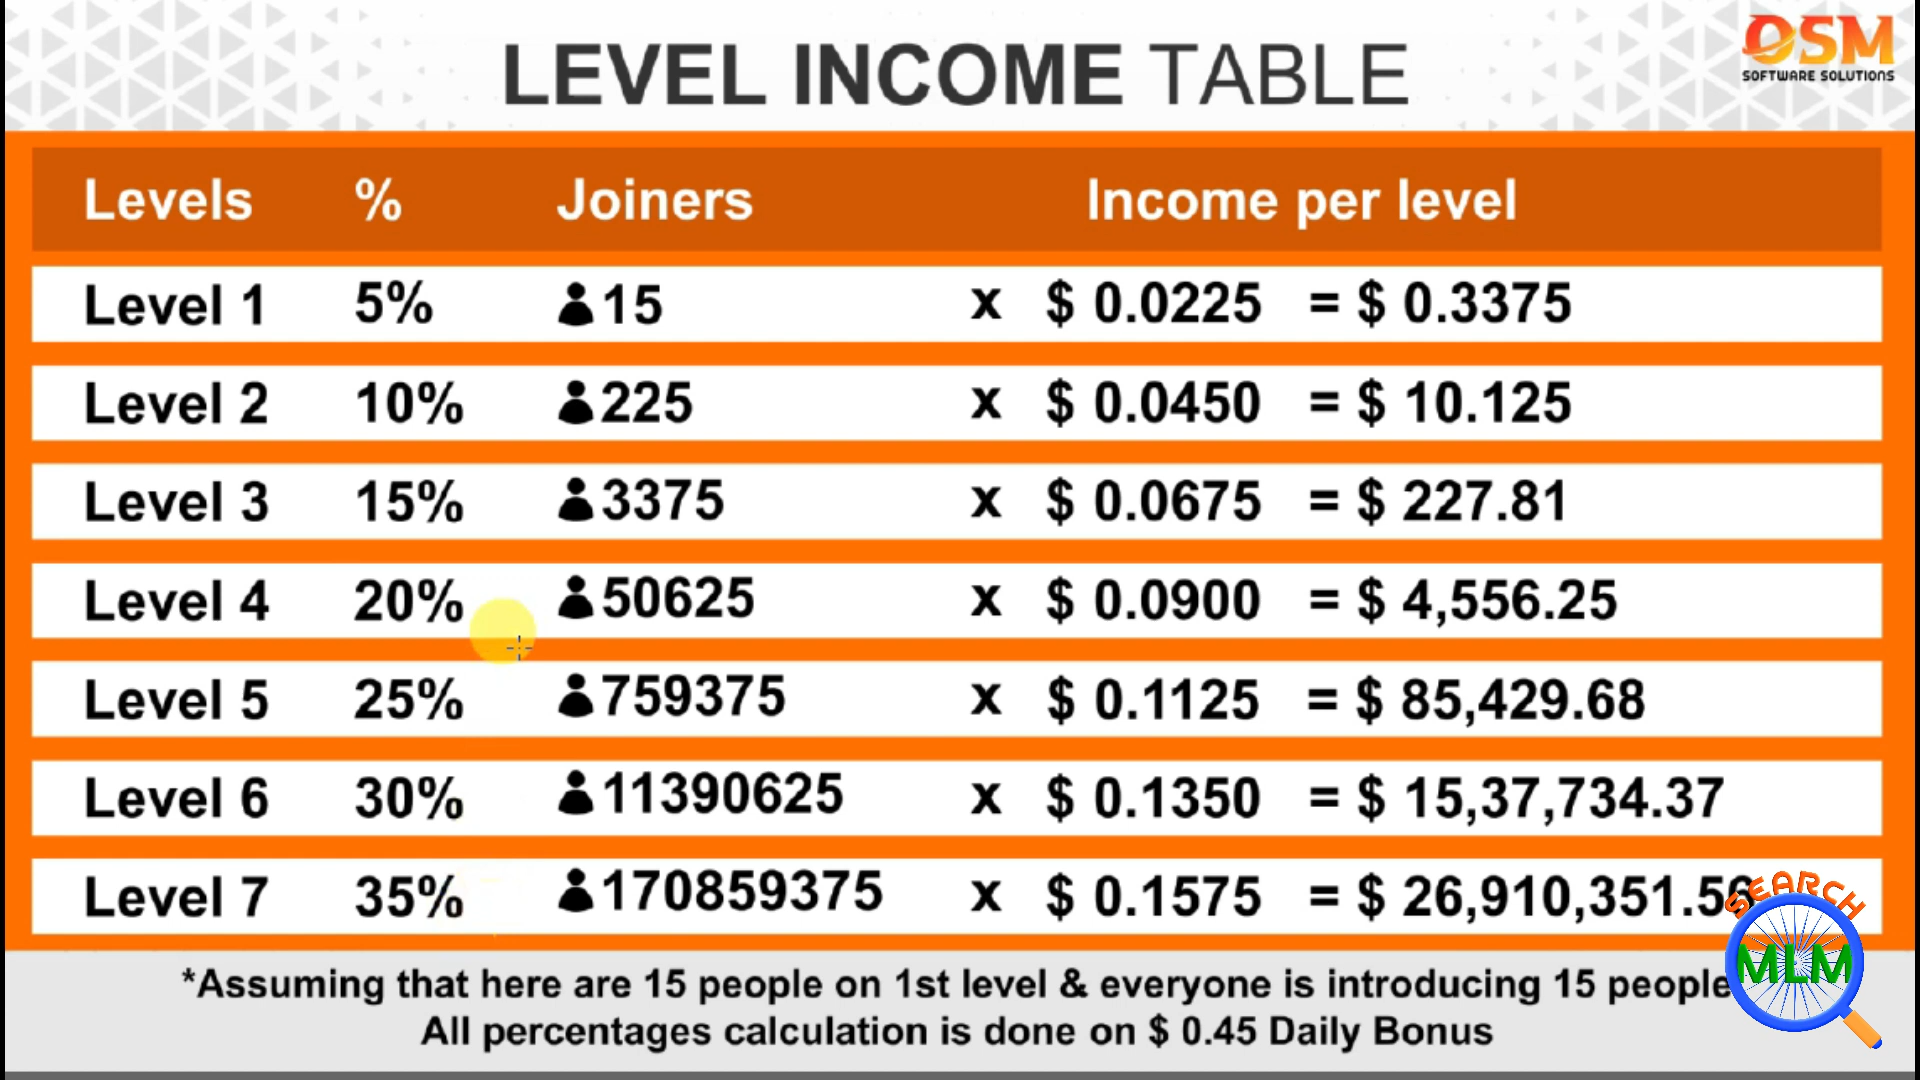 OSM
SOFTWARE SOLUTIONS
LEVEL INCOME TABLE
Levels % Joiners Income per level
Level 1 5% 15 x $ 0.0225 = $ 0.3375
Level 2 10% 225 x $ 0.0450 = $ 10.125
Level 3 15% 3375 x $ 0.0675 = $ 227.81
Level 4 20% 50625 x $ 0.0900 = $ 4,556.25
Level 5 25% 759375 x $ 0.1125 = $ 85,429.68
Level 6 30% 11390625 x $ 0.1350 = $ 15,37,734.37
Level 7 35% 170859375 x $ 0.1575 = $ 26,910,351.56
SEARCH
MLM
*Assuming that here are 15 people on 1st level & everyone is introducing 15 people
All percentages calculation is done on $ 0.45 Daily Bonus